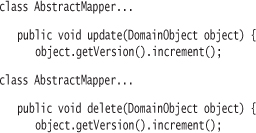 class AbstractMapper...
public void update(DomainObject object) {
object.getVersion().increment();
class AbstractMapper...
public void delete(DomainObject object) {
object.getVersion().increment();